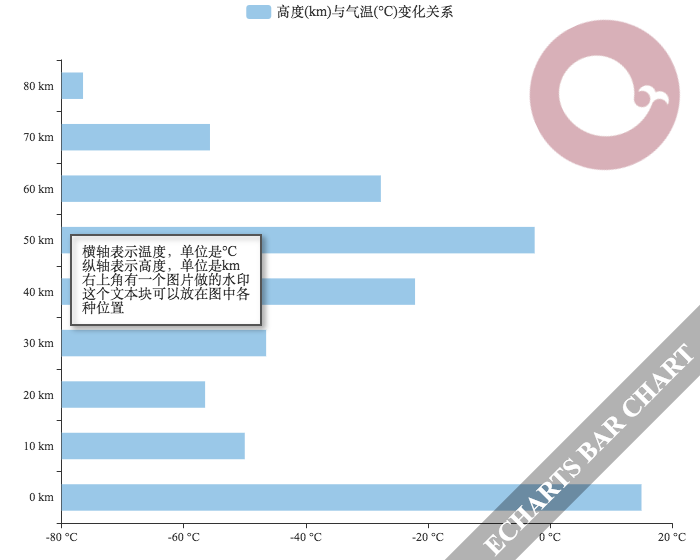 高度(km)与气温(°C)变化关系
80 km
70 km
60 km
50 km
40 km
30 km
20 km
10 km
0 km
横轴表示温度，单位是°C
纵轴表示高度，单位是km
右上角有一个图片做的水印
这个文本块可以放在图中各
种位置
ECHARTS BAR CHART
-80 °C
-60 °C
-40 °C
-20 °C
0 °C
20 °C